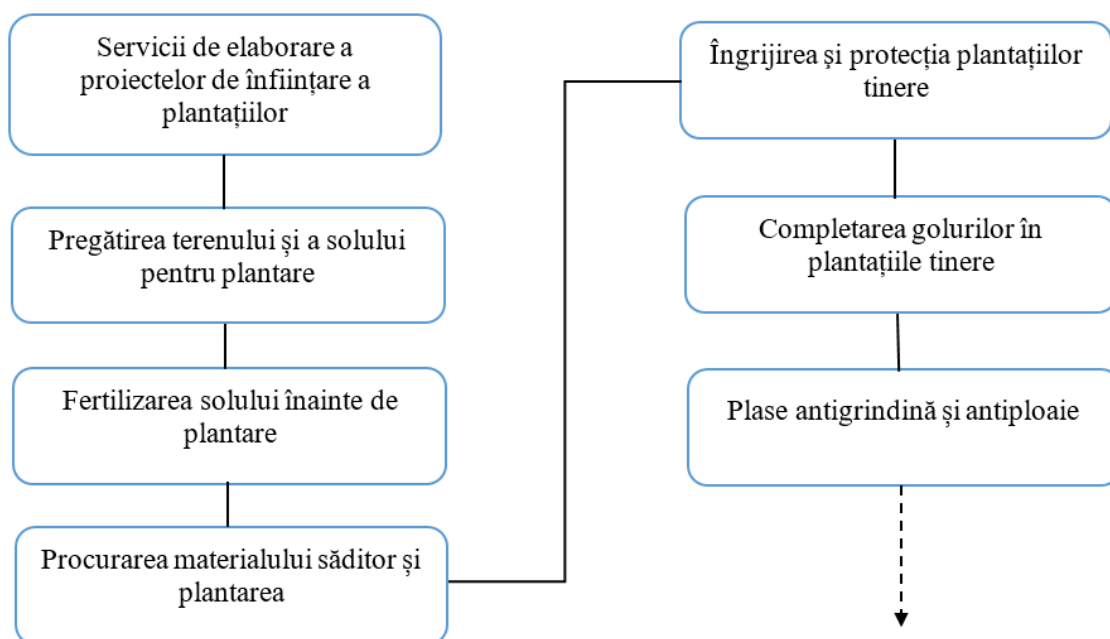 Servicii de elaborare a
proiectelor de înființare a
plantațiilor
Pregătirea terenului și a solului
pentru plantare
Fertilizarea solului înainte de
plantare
Procurarea materialului săditor și
plantarea
Îngrijirea și protecția plantațiilor
tinere
Completarea golurilor în
plantațiile tinere
Plase antigrindină și antiploaie